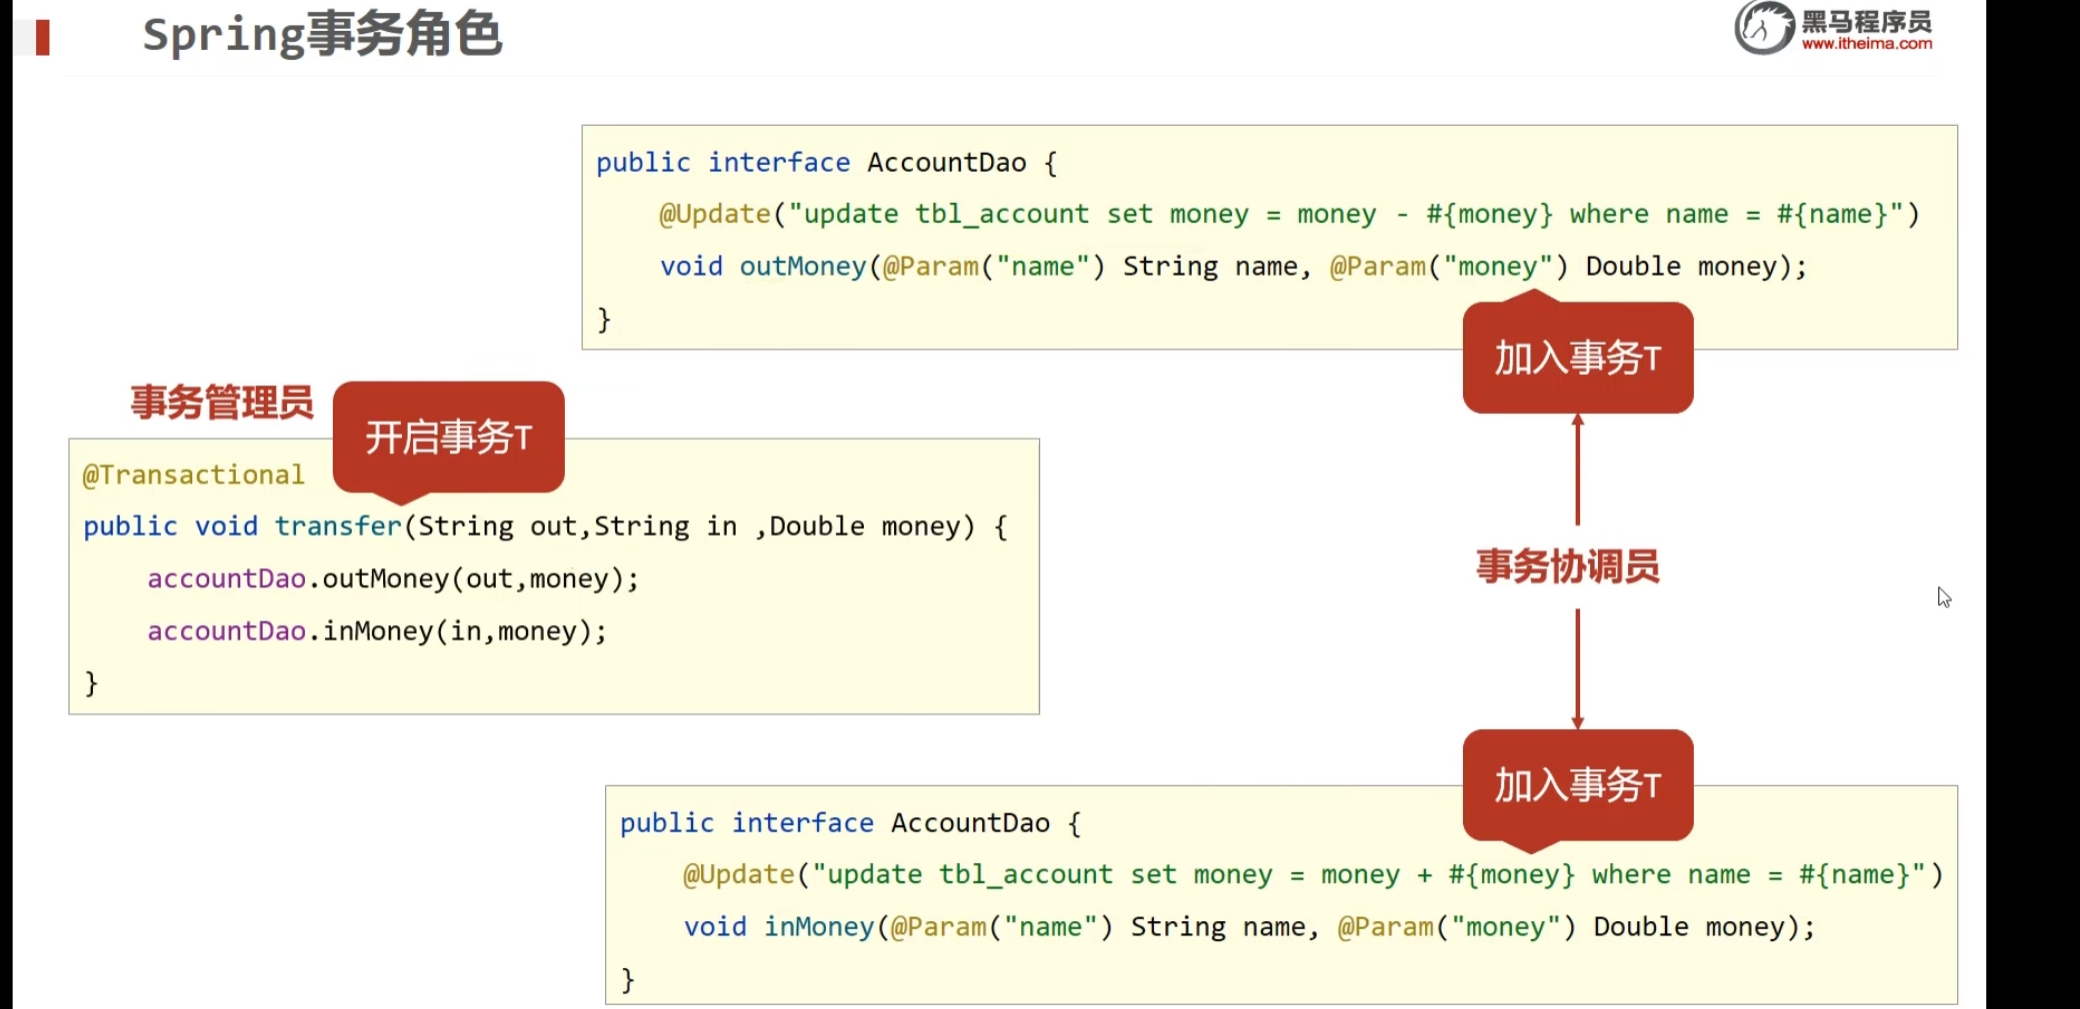 Spring事务角色
黑马程序员
www.itheima.com
public interface AccountDao {
@Update("update tbl_account set money = money - #{money} where name = #{name}")
void outMoney(@Param("name") String name, @Param("money") Double money);
}
加入事务T
事务管理员
开启事务T
@Transactional
public void transfer(String out,String in ,Double money) {
accountDao.outMoney(out,money);
accountDao.inMoney(in,money);
}
事务协调员
加入事务T
public interface AccountDao {
@Update("update tbl_account set money = money + #{money} where name = #{name}")
void inMoney(@Param("name") String name, @Param("money") Double money);
}